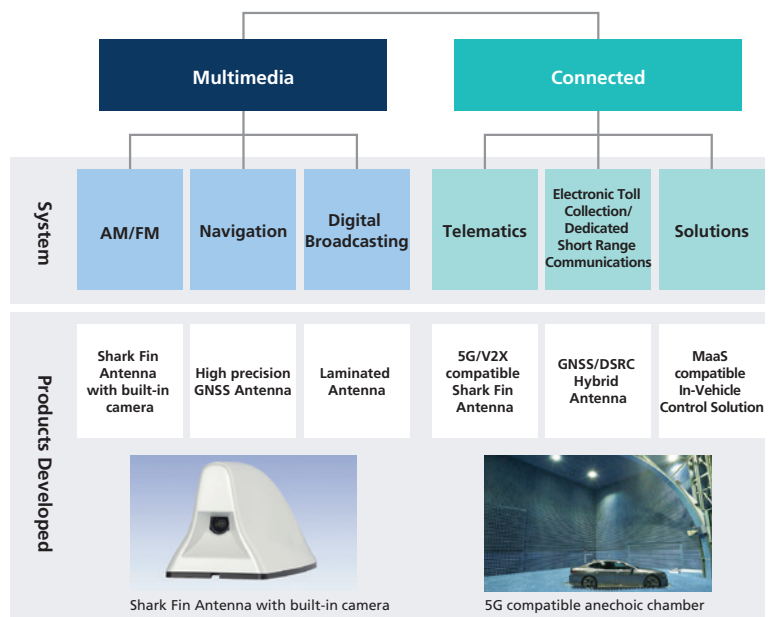 Multimedia
Connected
System
AM/FM
Navigation
Digital
Broadcasting
Telematics
Electronic Toll
Collection/
Dedicated
Short Range
Communications
Solutions
Products Developed
Shark Fin
Antenna
with built-in
camera
High precision
GNSS Antenna
Laminated
Antenna
5G/V2X
compatible
Shark Fin
Antenna
GNSS/DSRC
Hybrid
Antenna
MaaS
compatible
In-Vehicle
Control Solution
Shark Fin Antenna with built-in camera
5G compatible anechoic chamber